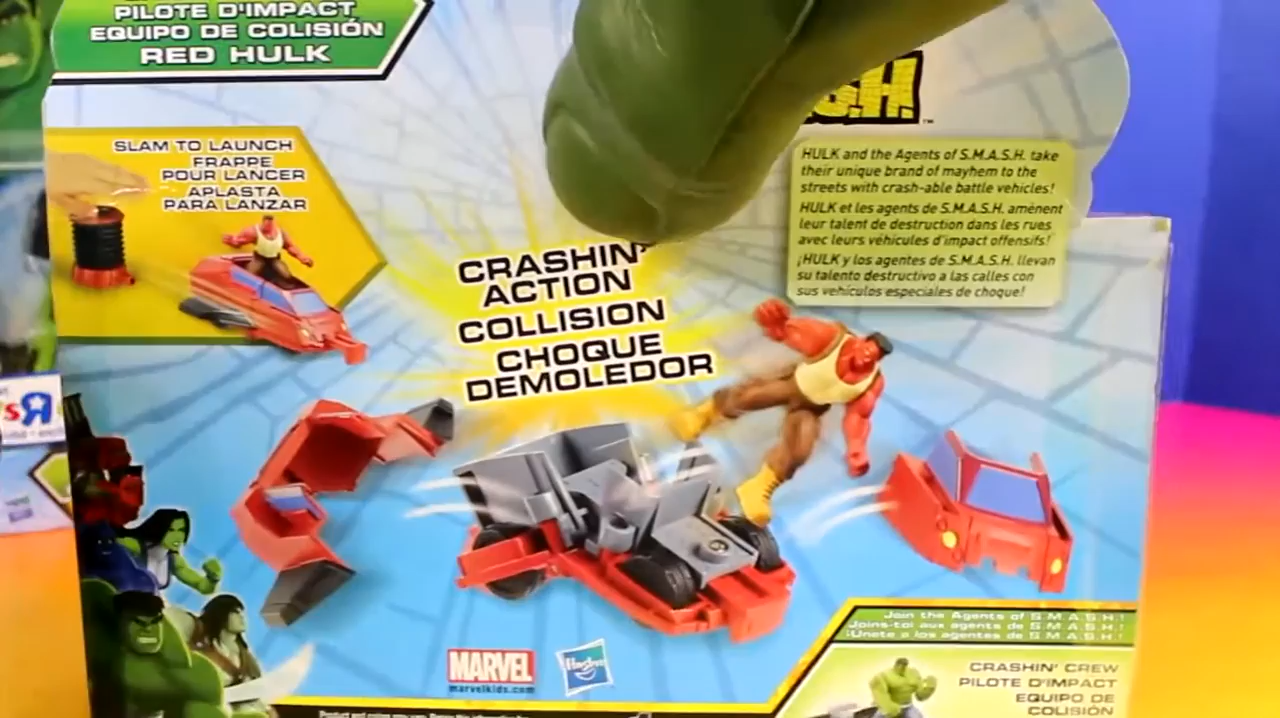 PILOTE D'IMPACT
EQUIPO DE COLISIÓN
RED HULK
SLAM TO LAUNCH
FRAPPE
POUR LANCER
APLASTA
PARA LANZAR
S.H.
™
HULK and the Agents of S.M.A.S.H. take
their unique brand of mayhem to the
streets with crash-able battle vehicles!
HULK et les agents de S.M.A.S.H. amènent
leur talent de destruction dans les rues
avec leurs véhicules d'impact offensifs!
¡HULK y los agentes de S.M.A.S.H. llevan
su talento destructivo a las calles con
sus vehículos especiales de choque!
CRASHIN'
ACTION
COLLISION
CHOQUE
DEMOLEDOR
sR
9
MARVEL
marvelkids.com
Hasbro
Join the Agents of S.M.A.S.H.!
Joins-toi aux agents de S.M.A.S.H.!
¡Únete a los agentes de S.M.A.S.H.!
CRASHIN' CREW
PILOTE D'IMPACT
EQUIPO DE
COLISIÓN